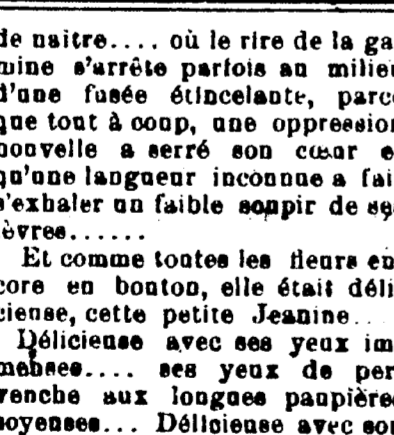 de naitre.... où le rire de la ga
mine s'arrête parfois au milieu
d'une fusée étincelante, parce
que tout à coup, une oppression
nouvelle a serré son cœur e
qu'une langueur inconnue a fai
s'exhaler un faible soupir de se
èvres......
Et comme toutes les fleurs en
core en bouton, elle était déli
cieuse, cette petite Jeanine...
Délicieuse avec ses yeux im
menses.... ses yeux de per
venche aux longues paupières
soyeuses... Délicieuse avec son